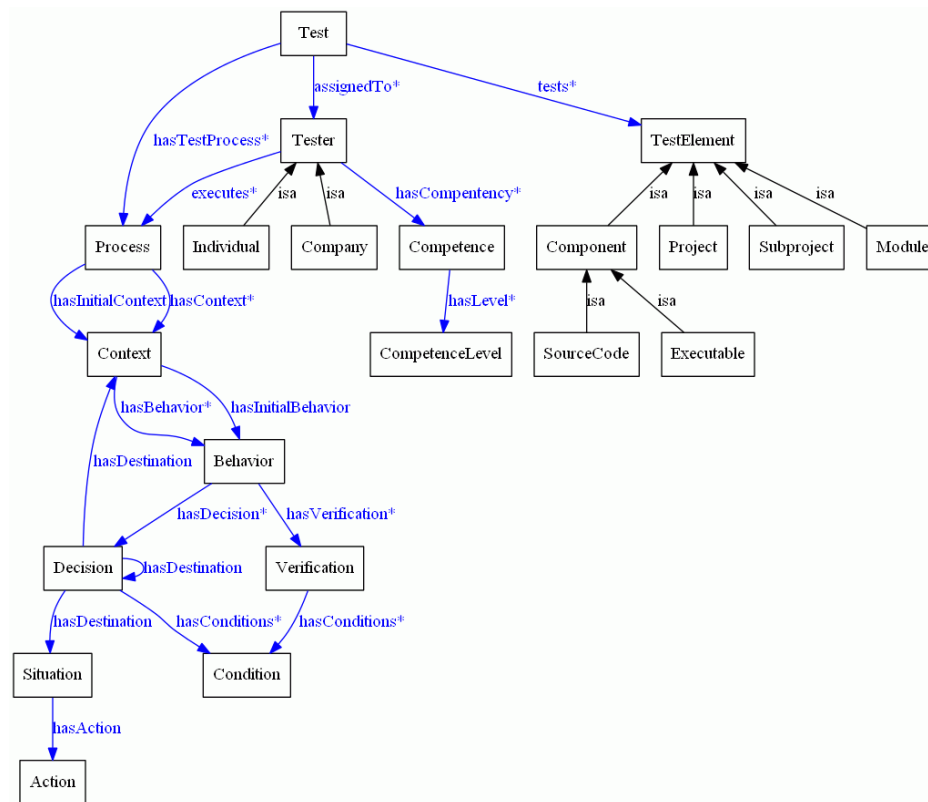 Test
assignedTo*
tests*
hasTestProcess*
Tester
TestElement
executes*
isa
isa
hasCompentency*
isa
isa
isa
isa
Process
Individual
Company
Competence
Component
Project
Subproject
Module
hasInitialContext
hasContext*
hasLevel*
isa
isa
Context
CompetenceLevel
SourceCode
Executable
hasBehavior*
hasInitialBehavior
hasDestination
Behavior
hasDecision*
hasVerification*
Decision
hasDestination
Verification
hasDestination
hasConditions*
hasConditions*
Situation
Condition
hasAction
Action